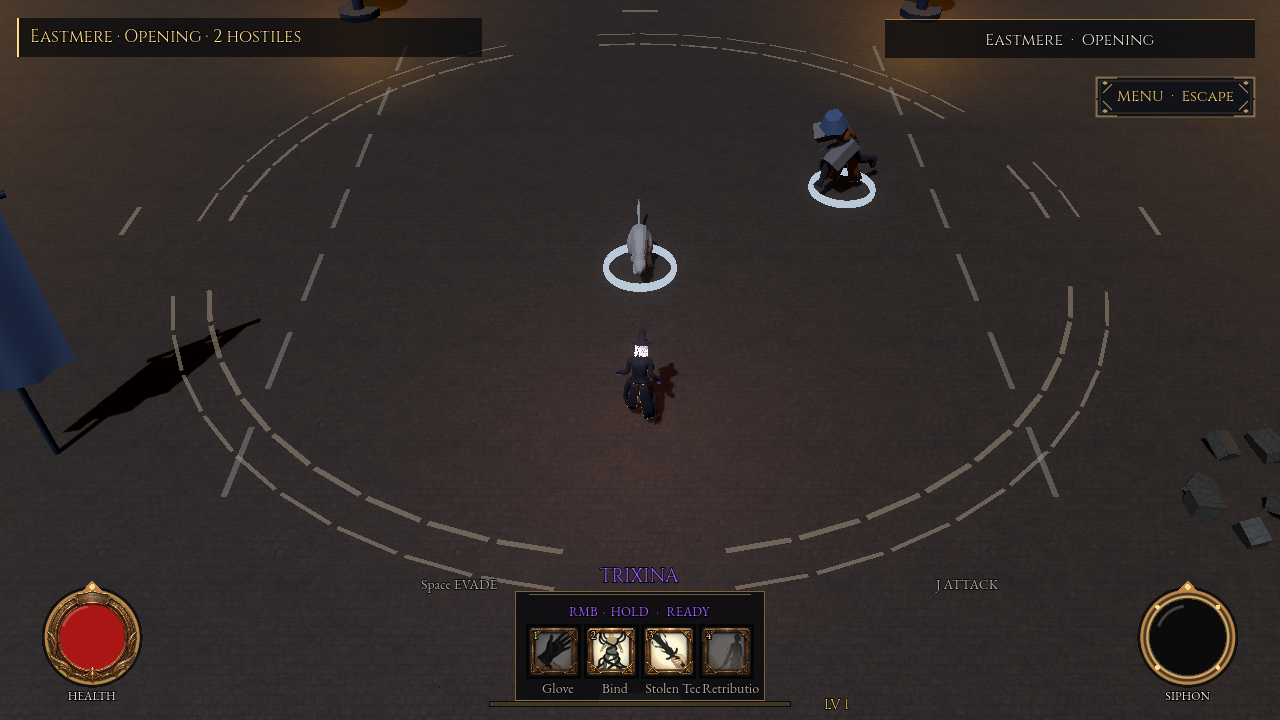 Eastmere · Opening · 2 hostiles
Eastmere · Opening
MENU · Escape
Space EVADE
TRIXINA
J ATTACK
RMB · HOLD · READY
1 2 3 4
Glove Bind Stolen Tec Retributio
HEALTH
SIPHON
LV 1